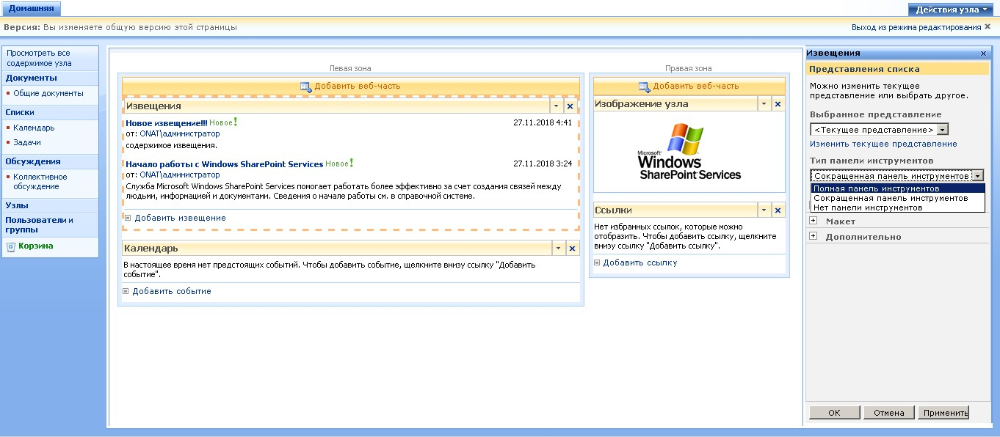 Домашняя
Действия узла
Версия: Вы изменяете общую версию этой страницы
Выход из режима редактирования
Просмотреть все
содержимое узла
Документы
Общие документы
Списки
Календарь
Задачи
Обсуждения
Коллективное
обсуждение
Узлы
Пользователи и
группы
Корзина
Левая зона
Добавить веб-часть
Извещения
Новое извещение!!! Новое!
27.11.2018 4:41
от: ONAT\администратор
содержимое извещения.
Начало работы с Windows SharePoint Services Новое!
27.11.2018 3:24
от: ONAT\администратор
Служба Microsoft Windows SharePoint Services помогает работать более эффективно за счет создания связей между
людьми, информацией и документами. Сведения о начале работы см. в справочной системе.
Добавить извещение
Календарь
В настоящее время нет предстоящих событий. Чтобы добавить событие, щелкните внизу ссылку "Добавить
событие".
Добавить событие
Правая зона
Добавить веб-часть
Изображение узла
Microsoft
Windows
SharePoint Services
Ссылки
Нет избранных ссылок, которые можно
отобразить. Чтобы добавить ссылку, щелкните
внизу ссылку "Добавить ссылку".
Добавить ссылку
Извещения
Представления списка
Можно изменить текущее
представление или выбрать другое.
Выбранное представление
<Текущее представление>
Изменить текущее представление
Тип панели инструментов
Сокращенная панель инструментов
Полная панель инструментов
Сокращенная панель инструментов
Нет панели инструментов
Макет
Дополнительно
ОК
Отмена
Применить